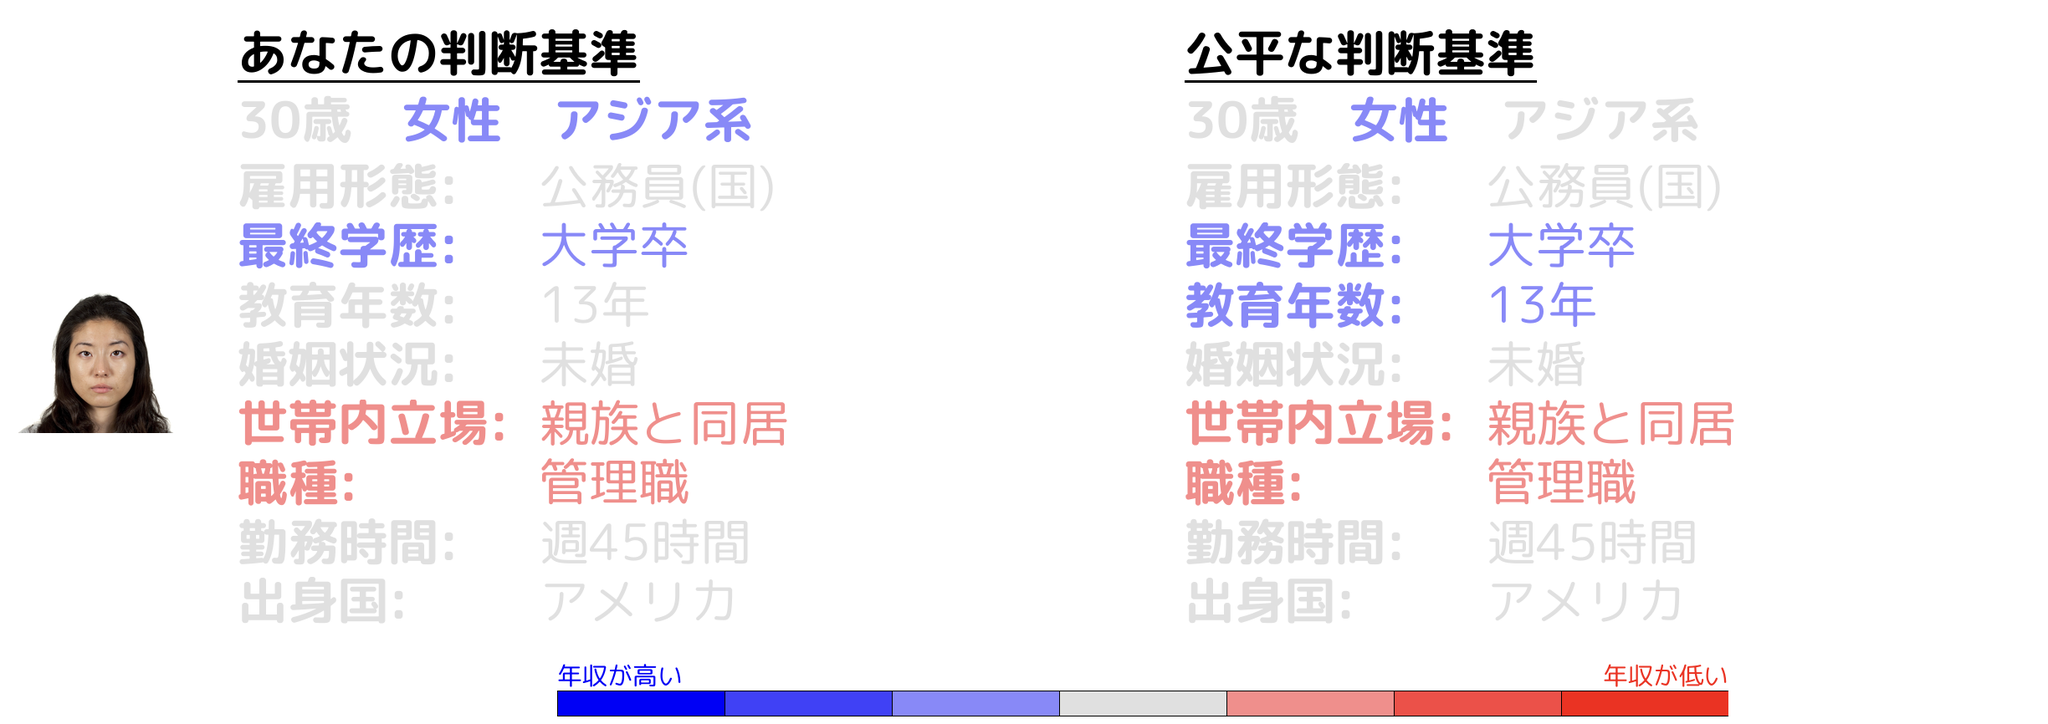 あなたの判断基準
30歳 女性 アジア系
雇用形態: 公務員(国)
最終学歴: 大学卒
教育年数: 13年
婚姻状況: 未婚
世帯内立場: 親族と同居
職種: 管理職
勤務時間: 週45時間
出身国: アメリカ
公平な判断基準
30歳 女性 アジア系
雇用形態: 公務員(国)
最終学歴: 大学卒
教育年数: 13年
婚姻状況: 未婚
世帯内立場: 親族と同居
職種: 管理職
勤務時間: 週45時間
出身国: アメリカ
年収が高い
年収が低い